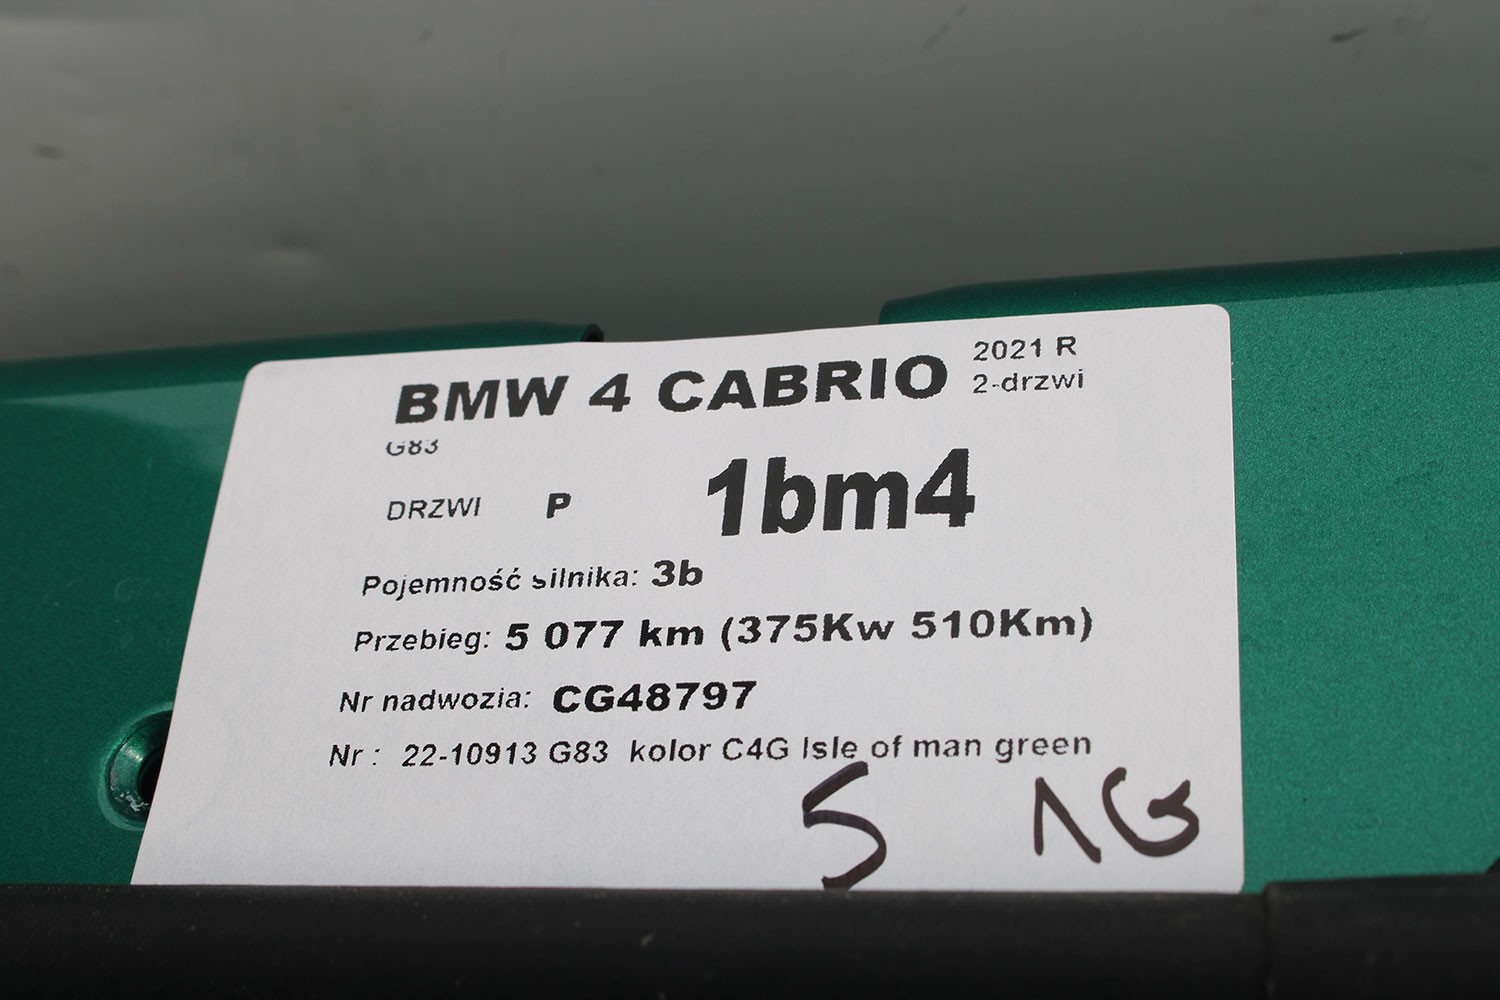 BMW 4 CABRIO 2021 R
2-drzwi
G83
DRZWI P 1bm4
Pojemność silnika: 3b
Przebieg: 5 077 km (375Kw 510Km)
Nr nadwozia: CG48797
Nr : 22-10913 G83 kolor C4G Isle of man green
5 1G